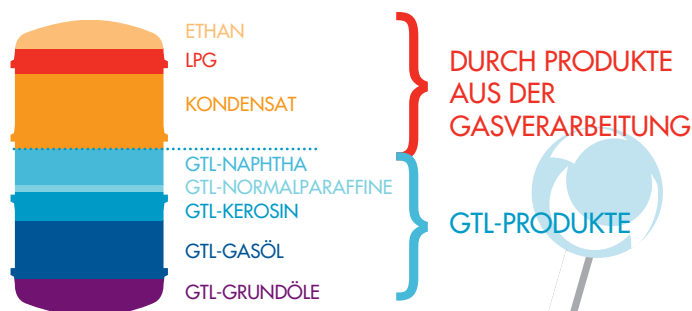 ETHAN
LPG
KONDENSAT
DURCH PRODUKTE
AUS DER
GASVERARBEITUNG
GTL-NAPHTHA
GTL-NORMALPARAFFINE
GTL-KEROSIN
GTL-GASÖL
GTL-GRUNDÖLE
GTL-PRODUKTE